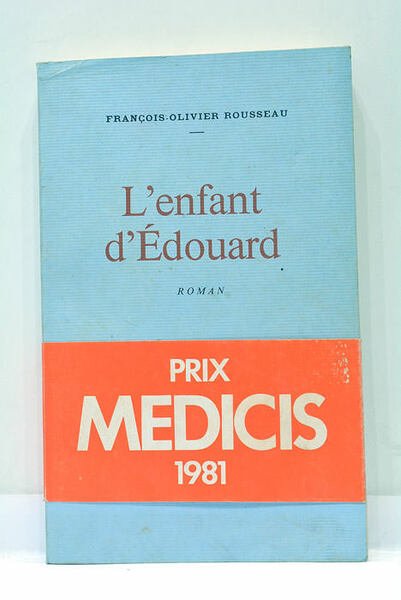 FRANÇOIS-OLIVIER ROUSSEAU
L'enfant
d'Édouard
ROMAN
PRIX
MEDICIS
1981